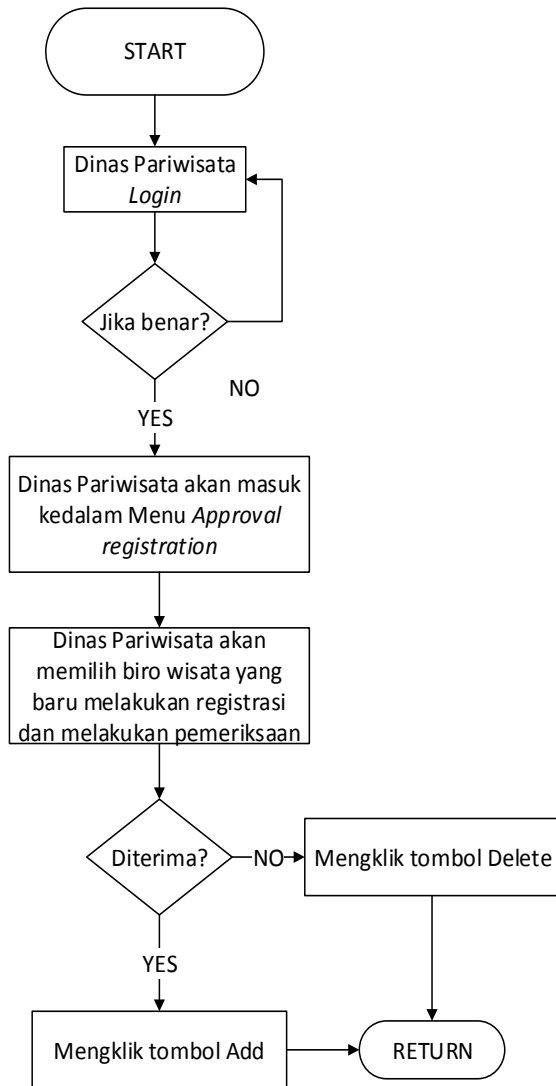 START
Dinas Pariwisata
Login
Jika benar?
NO
YES
Dinas Pariwisata akan masuk
kedalam Menu Approval
registration
Dinas Pariwisata akan
memilih biro wisata yang
baru melakukan registrasi
dan melakukan pemeriksaan
Diterima?
NO
Mengklik tombol Delete
YES
Mengklik tombol Add
RETURN